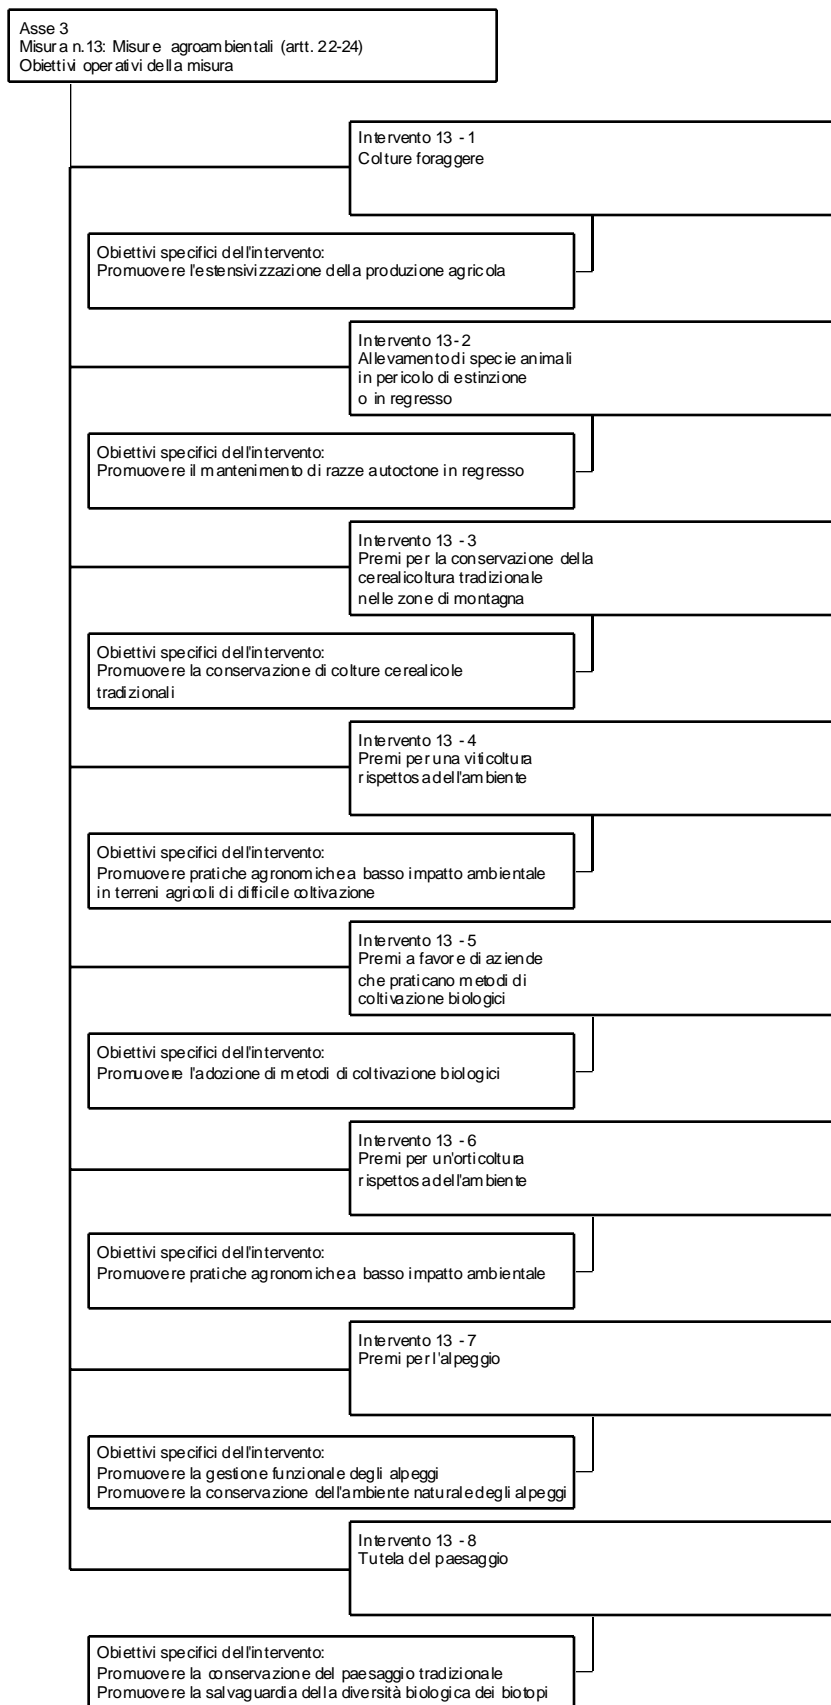 Asse 3
Misura n.13: Misure agroambientali (artt. 22-24)
Obiettivi operativi della misura
Intervento 13 - 1
Colture foraggere
Obiettivi specifici dell'intervento:
Promuovere l'estensivizzazione della produzione agricola
Intervento 13- 2
Allevamento di specie animali
in pericolo di estinzione
o in regresso
Obiettivi specifici dell'intervento:
Promuovere il mantenimento di razze autoctone in regresso
Intervento 13 - 3
Premi per la conservazione della
cerealicoltura tradizionale
nelle zone di montagna
Obiettivi specifici dell'intervento:
Promuovere la conservazione di colture cerealicole
tradizionali
Intervento 13 - 4
Premi per una viticoltura
rispettosa dell'ambiente
Obiettivi specifici dell'intervento:
Promuovere pratiche agronomiche a basso impatto ambientale
in terreni agricoli di difficile coltivazione
Intervento 13 - 5
Premi a favore di aziende
che praticano metodi di
coltivazione biologici
Obiettivi specifici dell'intervento:
Promuovere l'adozione di metodi di coltivazione biologici
Intervento 13 - 6
Premi per un'orticoltura
rispettosa dell'ambiente
Obiettivi specifici dell'intervento:
Promuovere pratiche agronomiche a basso impatto ambientale
Intervento 13 - 7
Premi per l'alpeggio
Obiettivi specifici dell'intervento:
Promuovere la gestione funzionale degli alpeggi
Promuovere la conservazione dell'ambiente naturale degli alpeggi
Intervento 13 - 8
Tutela del paesaggio
Obiettivi specifici dell'intervento:
Promuovere la conservazione del paesaggio tradizionale
Promuovere la salvaguardia della diversità biologica dei biotopi